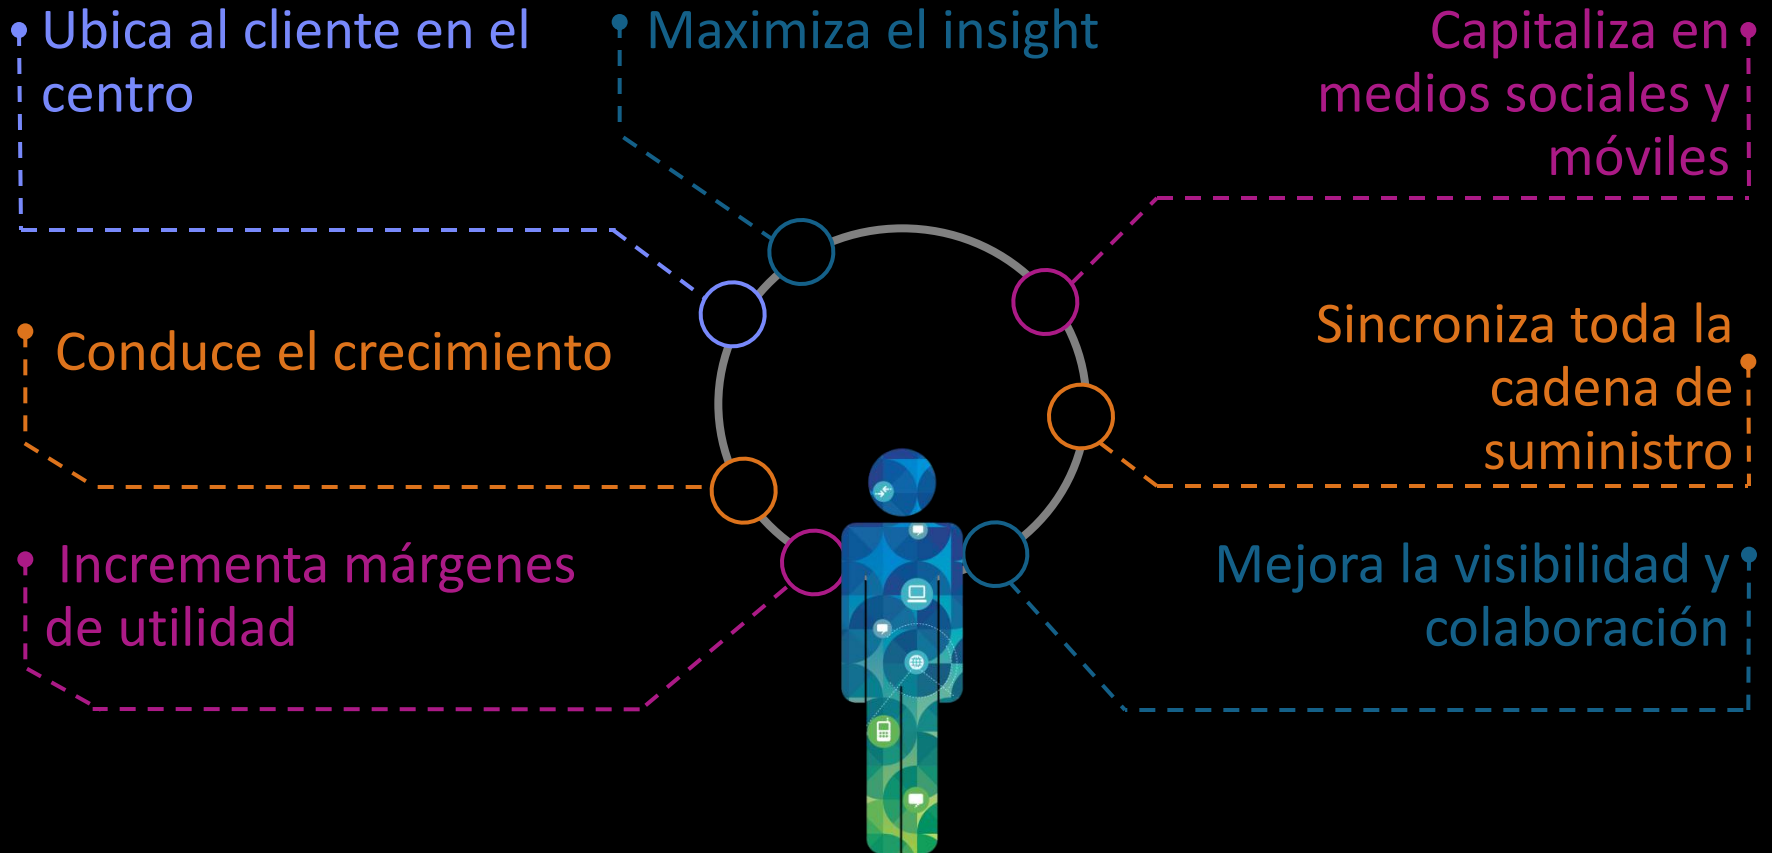 Ubica al cliente en el
centro
Maximiza el insight
Capitaliza en
medios sociales y
móviles
Conduce el crecimiento
Sincroniza toda la
cadena de
suministro
Incrementa márgenes
de utilidad
Mejora la visibilidad y
colaboración